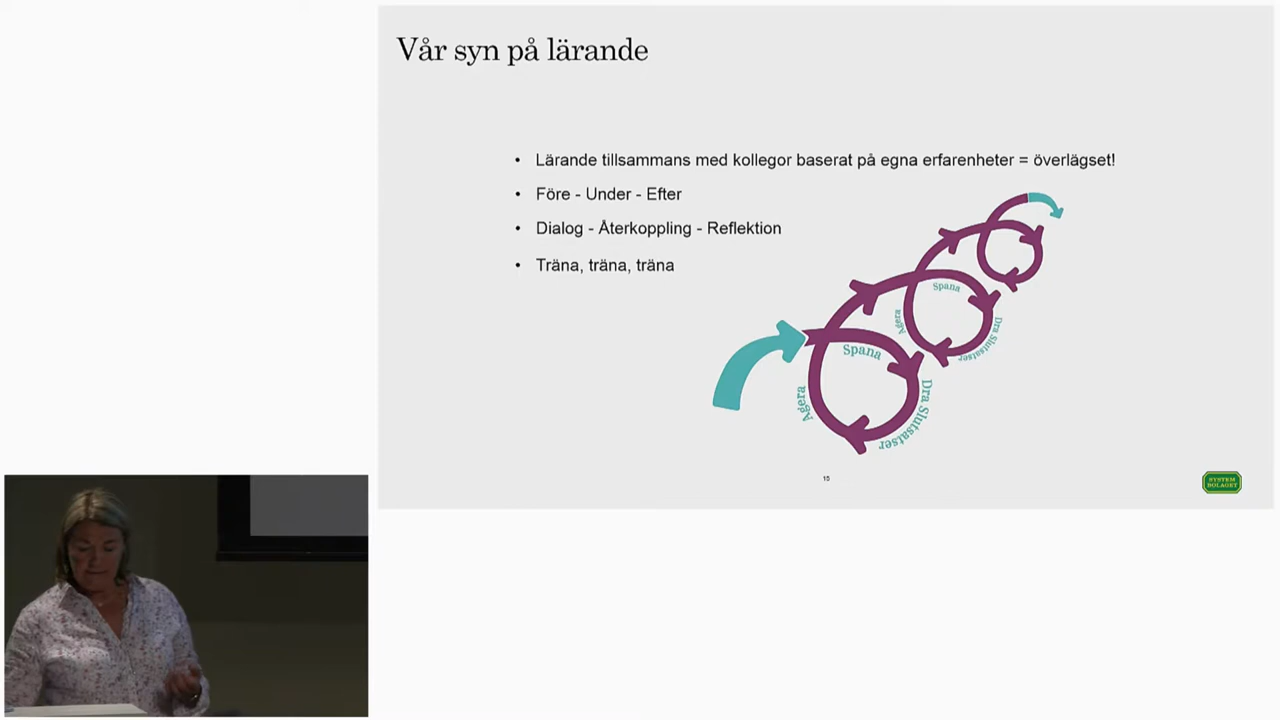 Vår syn på lärande
• Lärande tillsammans med kollegor baserat på egna erfarenheter = överlägset!
• Före - Under - Efter
• Dialog - Återkoppling - Reflektion
• Träna, träna, träna
Spana
Agera
Dra Slutsatser
Spana
Agera
Dra Slutsatser
15
SYSTEM
BOLAGET